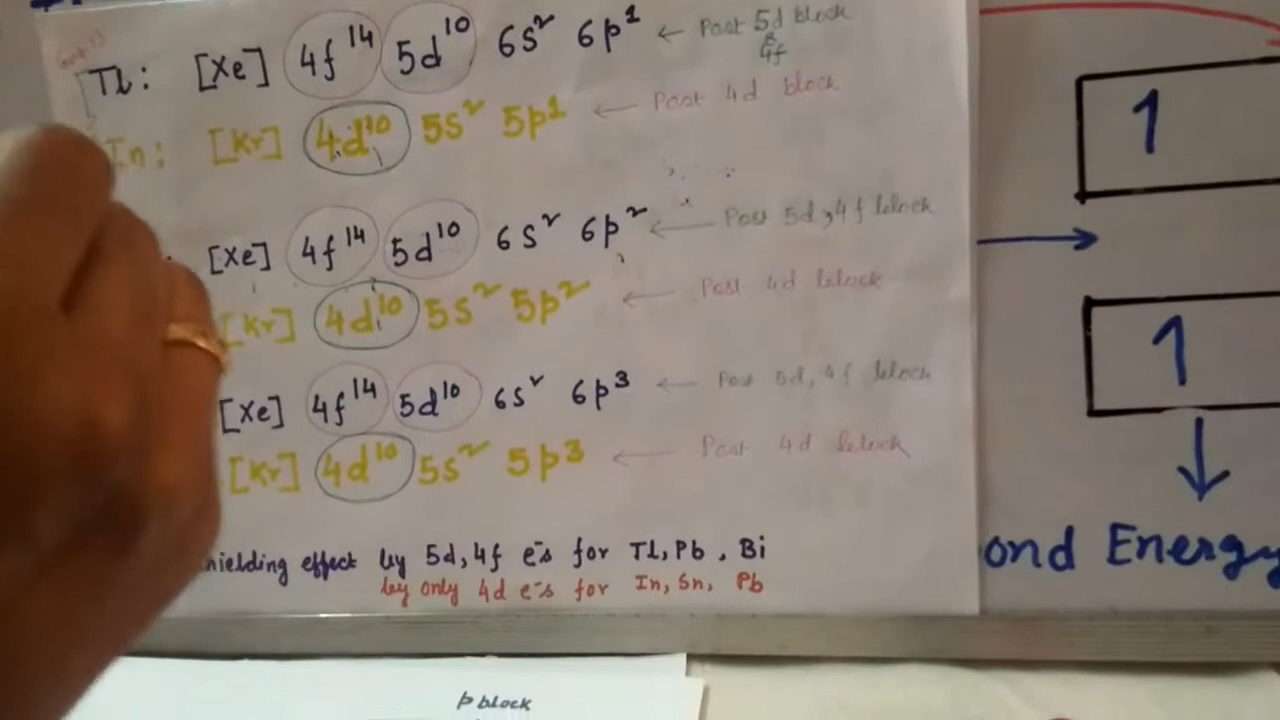 Tl: [Xe] 4f¹⁴ 5d¹⁰ 6s² 6p¹ ← Post 5d block
& 4f
In: [Kr] 4d¹⁰ 5s² 5p¹ ← Post 4d block
[Xe] 4f¹⁴ 5d¹⁰ 6s² 6p² ← Post 5d, 4f block
[Kr] 4d¹⁰ 5s² 5p² ← Post 4d block
[Xe] 4f¹⁴ 5d¹⁰ 6s² 6p³ ← Post 5d, 4f block
[Kr] 4d¹⁰ 5s² 5p³ ← Post 4d block
hielding effect by 5d, 4f e⁻s for Tl, Pb, Bi
by only 4d e⁻s for In, Sn, Pb
1
1
ond Energy
p block